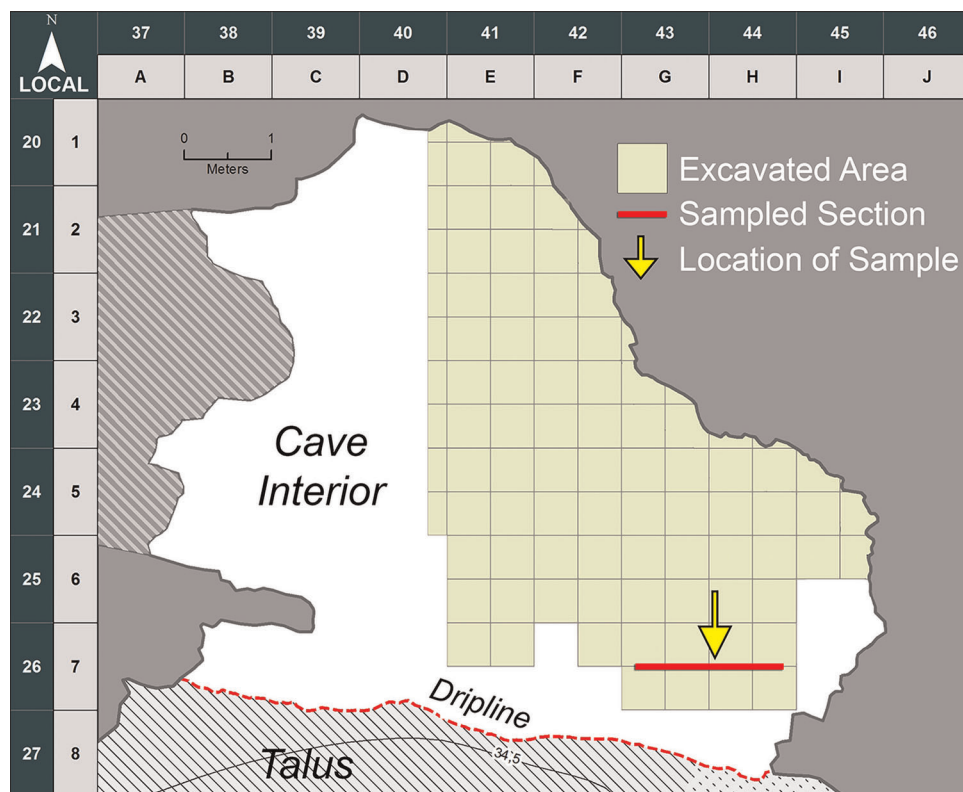 N
LOCAL
37 38 39 40 41 42 43 44 45 46
A B C D E F G H I J
20 1
21 2
22 3
23 4
24 5
25 6
26 7
27 8
0 1
Meters
Excavated Area
Sampled Section
Location of Sample
Cave
Interior
Dripline
34,5
Talus